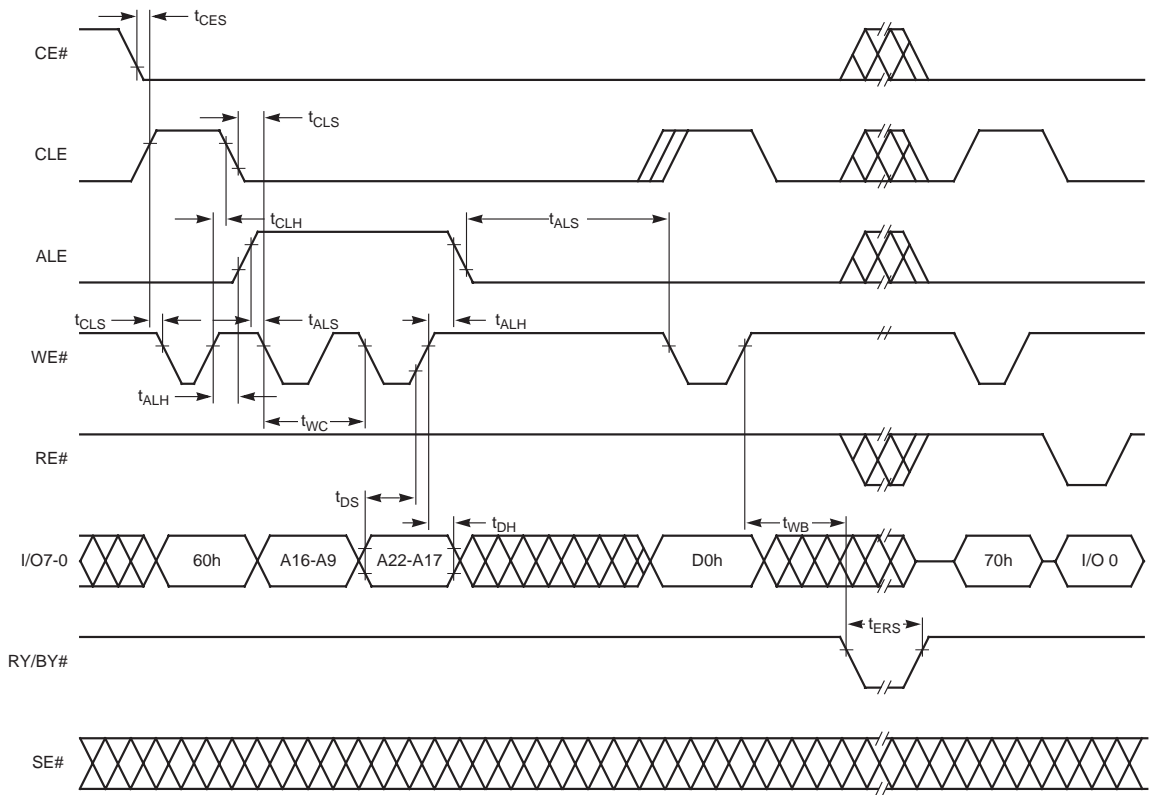 tCES
CE#
tCLS
CLE
tCLH
tALS
ALE
tCLS
tALS
tALH
WE#
tALH
tWC
RE#
tDS
tDH
tWB
I/O7-0
60h
A16-A9
A22-A17
D0h
70h
I/O 0
tERS
RY/BY#
SE#